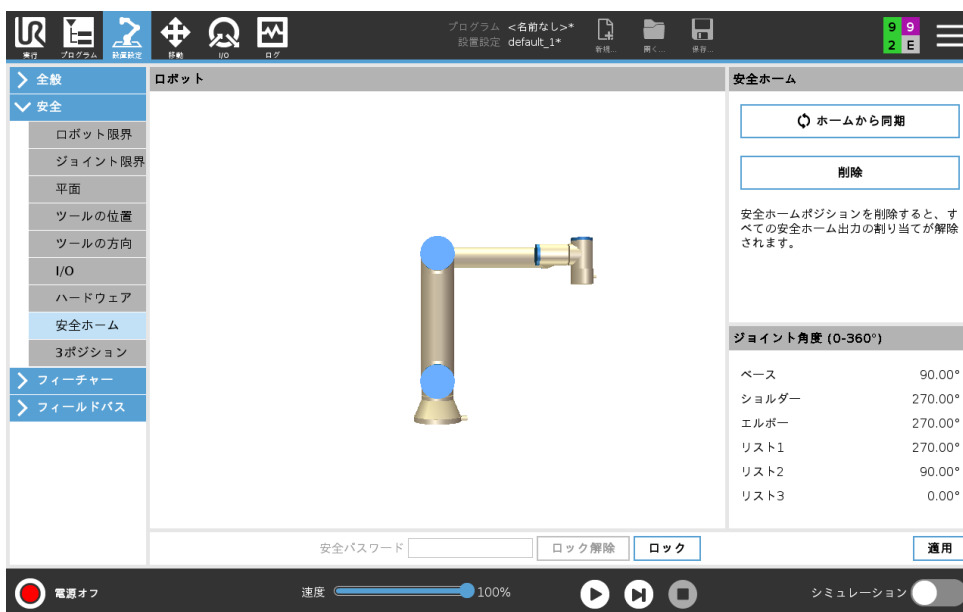 UR
実行
プログラム
設置設定
移動
I/O
ログ
プログラム <名前なし>*
設置設定 default_1*
新規...
開く...
保存...
9 9
2 E
全般
安全
ロボット限界
ジョイント限界
平面
ツールの位置
ツールの方向
I/O
ハードウェア
安全ホーム
3ポジション
フィーチャー
フィールドバス
ロボット
安全ホーム
ホームから同期
削除
安全ホームポジションを削除すると、す
べての安全ホーム出力の割り当てが解除
されます。
ジョイント角度 (0-360°)
ベース 90.00°
ショルダー 270.00°
エルボー 270.00°
リスト1 270.00°
リスト2 90.00°
リスト3 0.00°
安全パスワード
ロック解除
ロック
適用
電源オフ
速度 100%
シミュレーション